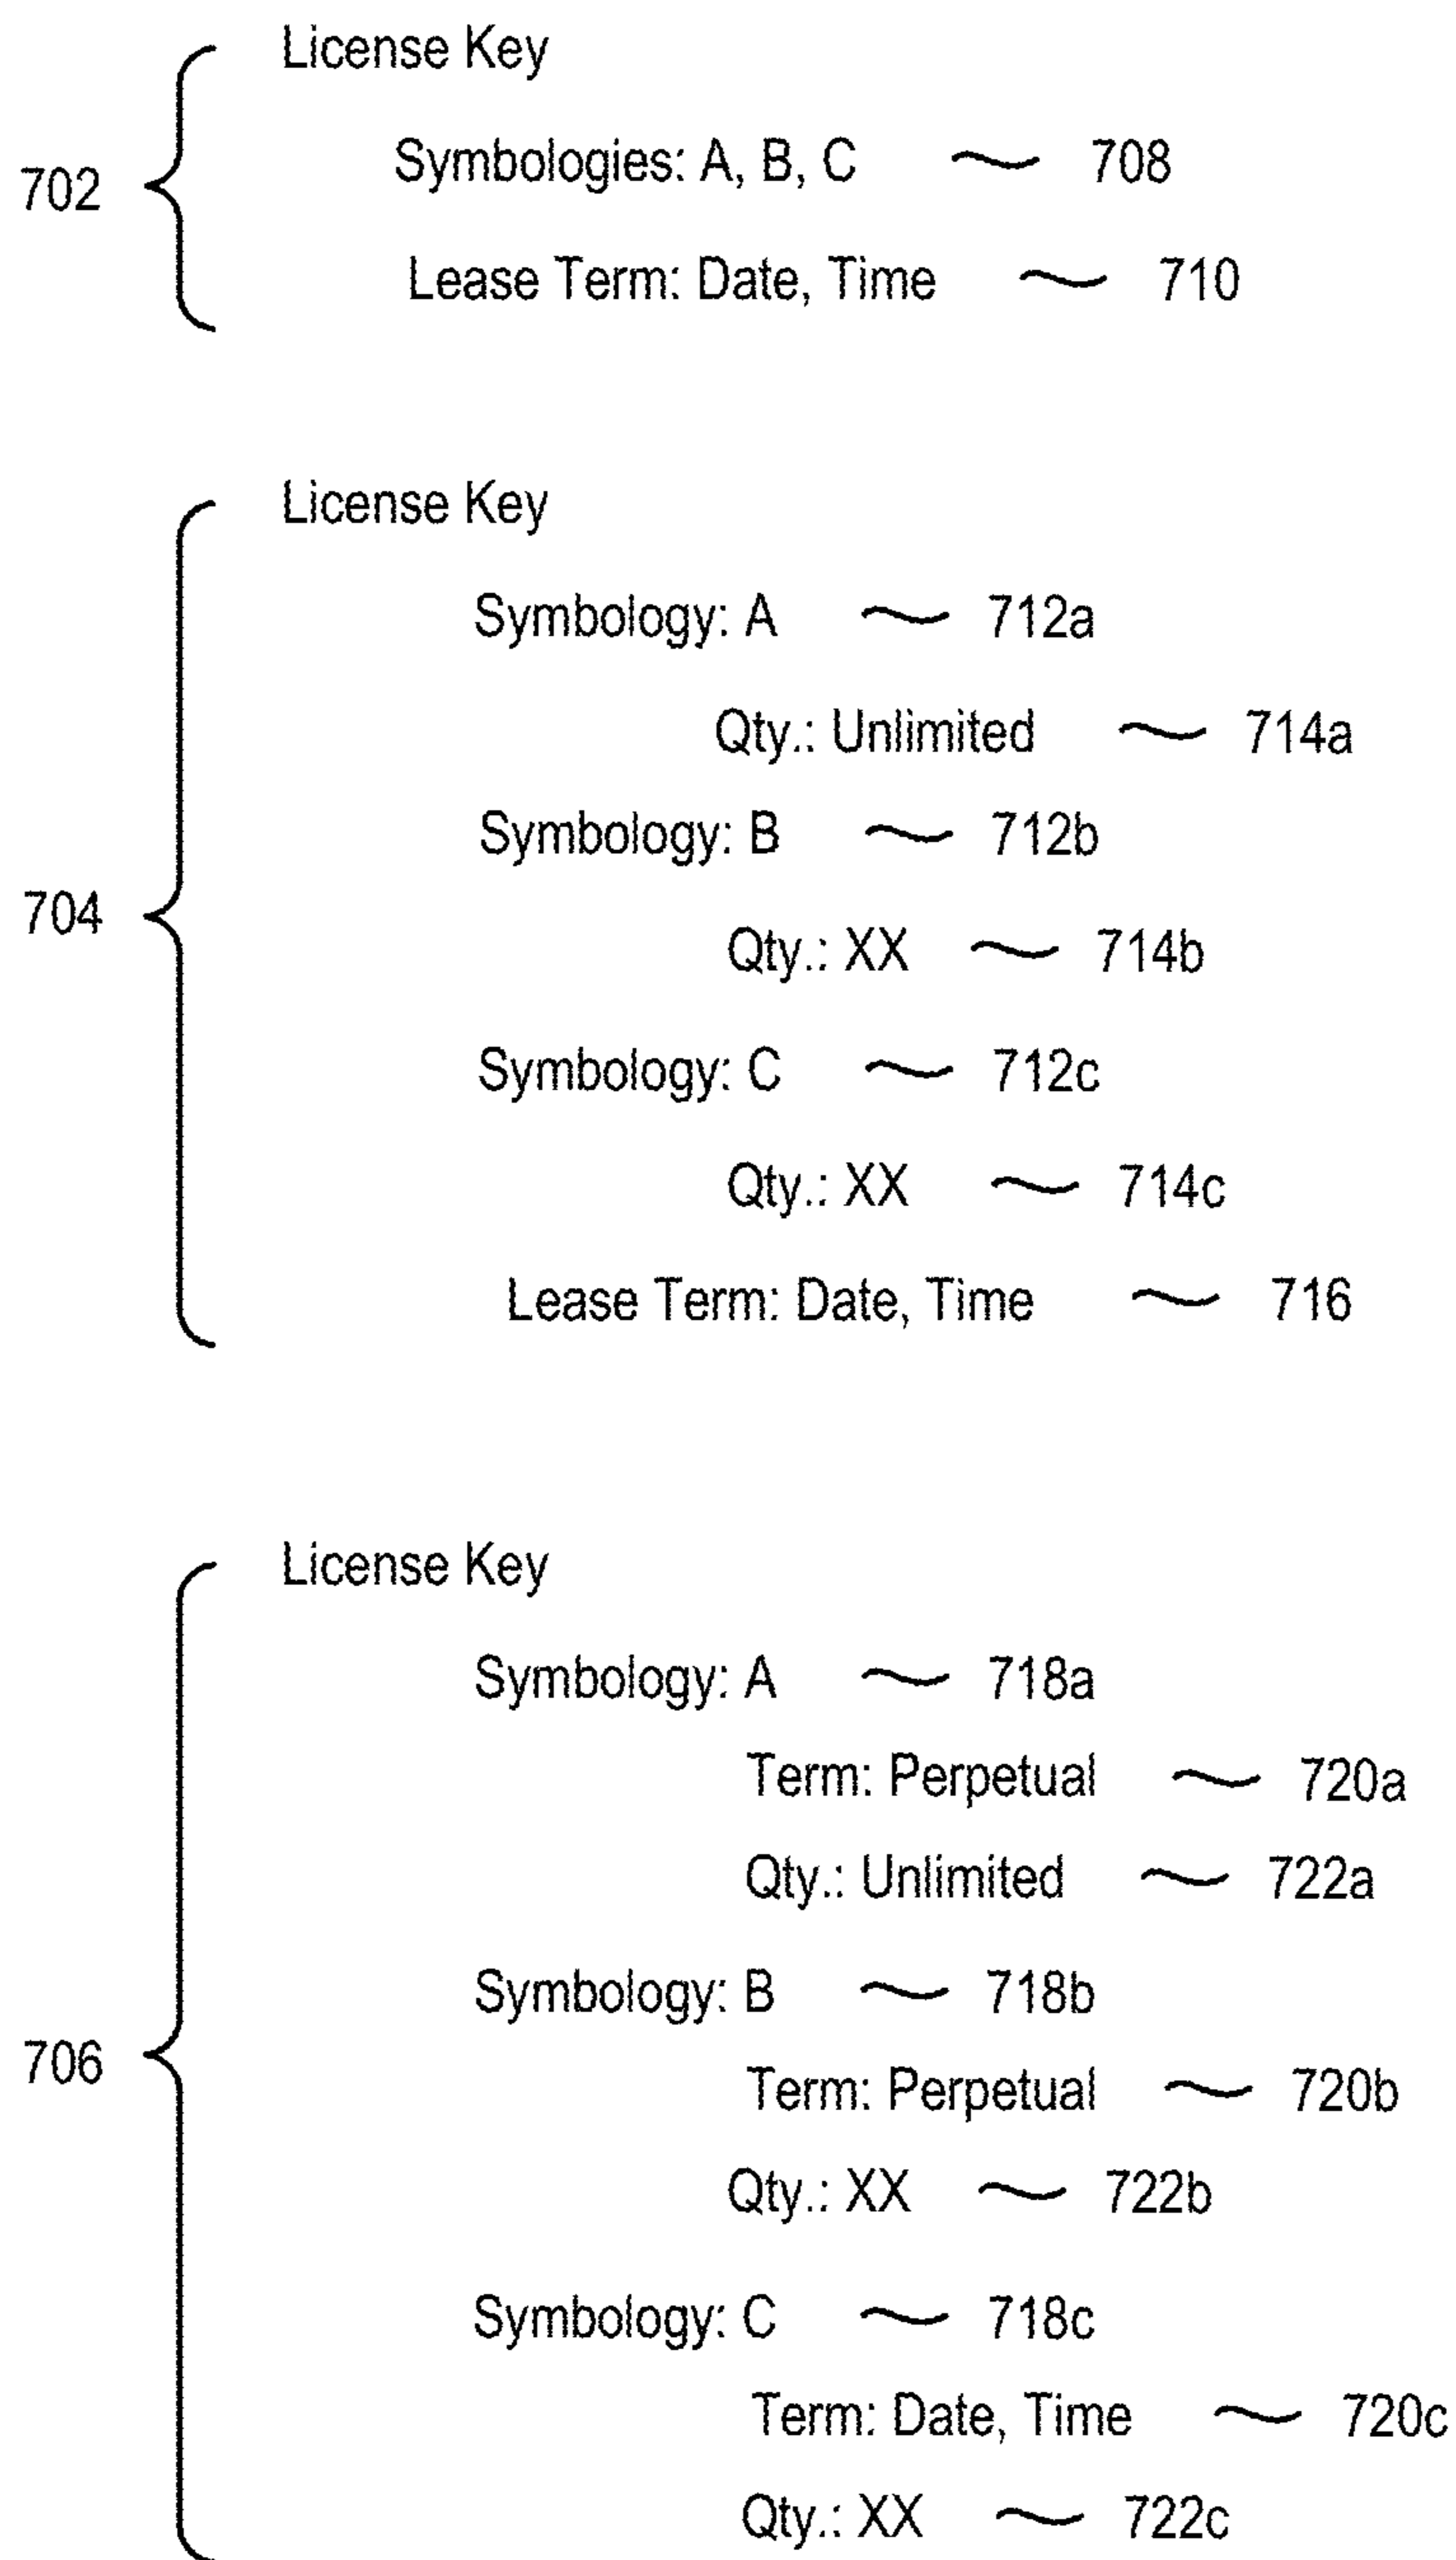 License Key
Symbologies: A, B, C 708
702
Lease Term: Date, Time 710
License Key
Symbology: A 712a
Qty.: Unlimited 714a
Symbology: B 712b
704
Qty.: XX 714b
Symbology: C 712c
Qty.: XX 714c
Lease Term: Date, Time 716
License Key
Symbology: A 718a
Term: Perpetual 720a
Qty.: Unlimited 722a
Symbology: B 718b
706
Term: Perpetual 720b
Qty.: XX 722b
Symbology: C 718c
Term: Date, Time 720c
Qty.: XX 722c